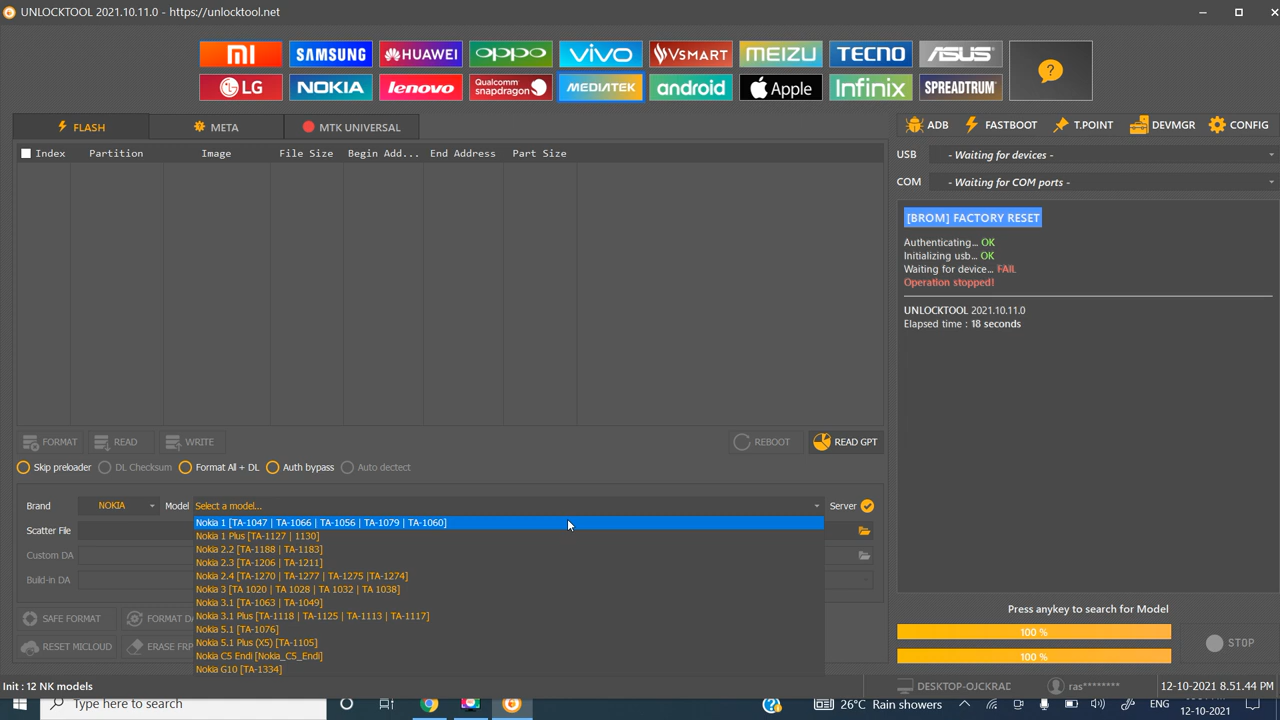 UNLOCKTOOL 2021.10.11.0 - https://unlocktool.net
SAMSUNG HUAWEI oppo vivo VSMART MEIZU TECNO ASUS ?
LG NOKIA lenovo Qualcomm snapdragon MEDIATEK android Apple Infinix SPREADTRUM
FLASH META MTK UNIVERSAL
ADB FASTBOOT T.POINT DEVMGR CONFIG
Index Partition Image File Size Begin Add... End Address Part Size
USB - Waiting for devices -
COM - Waiting for COM ports -
[BROM] FACTORY RESET
Authenticating... OK
Initializing usb... OK
Waiting for device... FAIL
Operation stopped!
UNLOCKTOOL 2021.10.11.0
Elapsed time : 18 seconds
FORMAT READ WRITE REBOOT READ GPT
Skip preloader DL Checksum Format All + DL Auth bypass Auto dectect
Brand NOKIA Model Select a model... Server
Scatter File
Custom DA
Build-in DA
Nokia 1 [TA-1047 | TA-1066 | TA-1056 | TA-1079 | TA-1060]
Nokia 1 Plus [TA-1127 | 1130]
Nokia 2.2 [TA-1188 | TA-1183]
Nokia 2.3 [TA-1206 | TA-1211]
Nokia 2.4 [TA-1270 | TA-1277 | TA-1275 |TA-1274]
Nokia 3 [TA 1020 | TA 1028 | TA 1032 | TA 1038]
Nokia 3.1 [TA-1063 | TA-1049]
Nokia 3.1 Plus [TA-1118 | TA-1125 | TA-1113 | TA-1117]
Nokia 5.1 [TA-1076]
Nokia 5.1 Plus (X5) [TA-1105]
Nokia C5 Endi [Nokia_C5_Endi]
Nokia G10 [TA-1334]
SAFE FORMAT FORMAT DA
RESET MICLOUD ERASE FRP
Press anykey to search for Model
100 %
100 %
STOP
Init : 12 NK models
DESKTOP-OJCKRAD ras******** 12-10-2021 8.51.44 PM
Type here to search
26°C Rain showers ENG 8:51 PM
12-10-2021